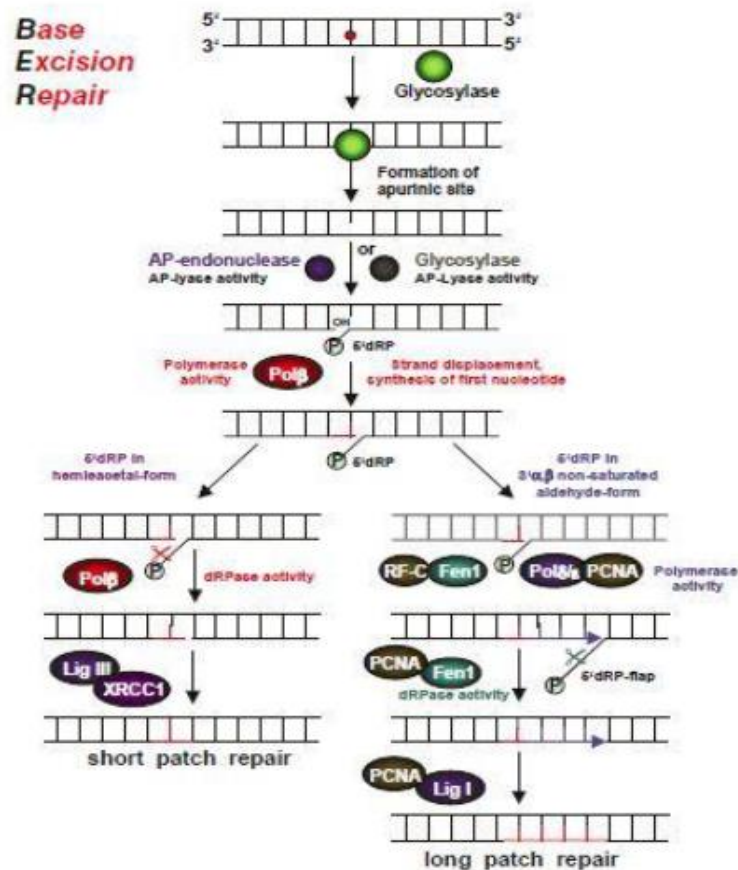 Base
Excision
Repair
5' 3'
3' 5'
Glycosylase
Formation of
apurinic site
or
AP-endonuclease
AP-lyase activity
Glycosylase
AP-Lyase activity
OH
P 5'dRP
Polymerase
activity
Polβ
Strand displacement,
synthesis of first nucleotide
P 5'dRP
5'dRP in
5'dRP in
3'α,β non-saturated
aldehyde-form
Polβ
P
dRPase activity
RF-C Fen1
P
PCNA
Polymerase
activity
Lig III
XRCC1
PCNA
Fen1
dRPase activity
P
5'dRP-flap
short patch repair
PCNA
Lig I
long patch repair